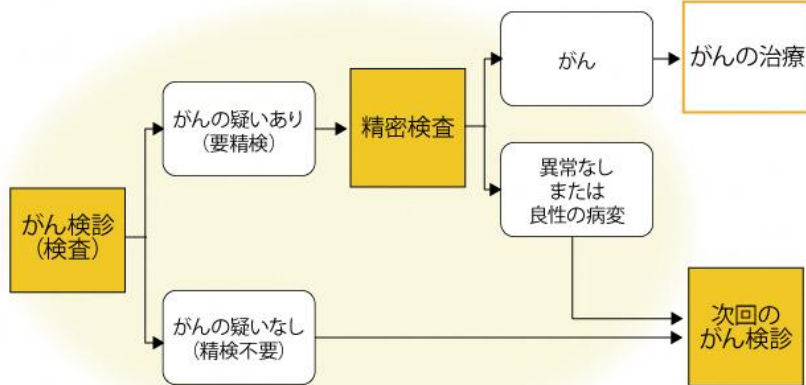 がん検診
（検査）
がんの疑いあり
（要精検）
がんの疑いなし
（精検不要）
精密検査
がん
異常なし
または
良性の病変
がんの治療
次回の
がん検診